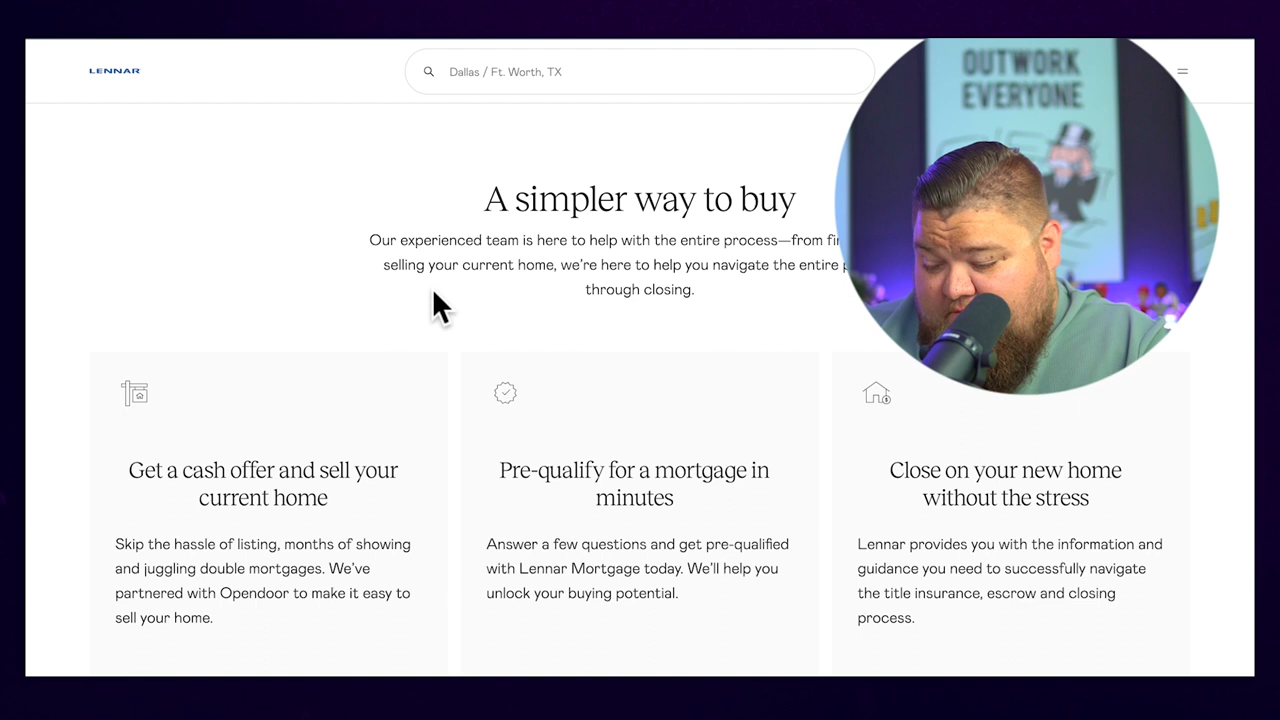 LENNAR
Dallas / Ft. Worth, TX
OUTWORK
EVERYONE
A simpler way to buy
Our experienced team is here to help with the entire process—from
selling your current home, we're here to help you navigate the entire
through closing.
Get a cash offer and sell your
current home
Skip the hassle of listing, months of showing
and juggling double mortgages. We've
partnered with Opendoor to make it easy to
sell your home.
Pre-qualify for a mortgage in
minutes
Answer a few questions and get pre-qualified
with Lennar Mortgage today. We'll help you
unlock your buying potential.
Close on your new home
without the stress
Lennar provides you with the information and
guidance you need to successfully navigate
the title insurance, escrow and closing
process.